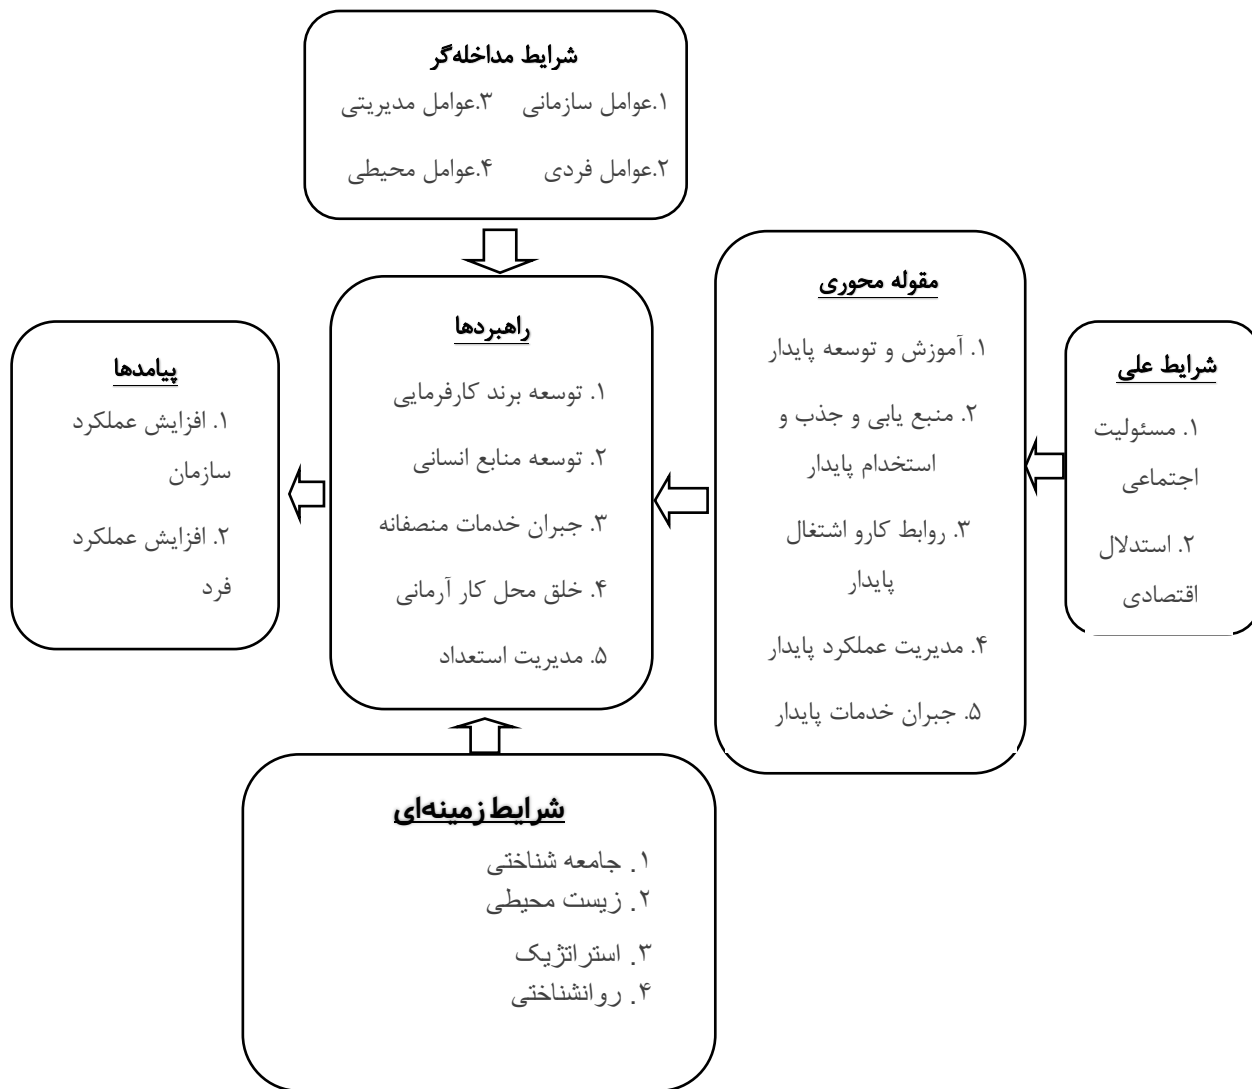 شرایط مداخله‌گر
۱.عوامل سازمانی ۳.عوامل مدیریتی
۲.عوامل فردی ۴.عوامل محیطی
شرایط علی
۱. مسئولیت
اجتماعی
۲. استدلال
اقتصادی
مقوله محوری
۱. آموزش و توسعه پایدار
۲. منبع یابی و جذب و
استخدام پایدار
۳. روابط کارو اشتغال
پایدار
۴. مدیریت عملکرد پایدار
۵. جبران خدمات پایدار
راهبردها
۱. توسعه برند کارفرمایی
۲. توسعه منابع انسانی
۳. جبران خدمات منصفانه
۴. خلق محل کار آرمانی
۵. مدیریت استعداد
پیامدها
۱. افزایش عملکرد
سازمان
۲. افزایش عملکرد
فرد
شرایط زمینه‌ای
۱. جامعه شناختی
۲. زیست محیطی
۳. استراتژیک
۴. روانشناختی